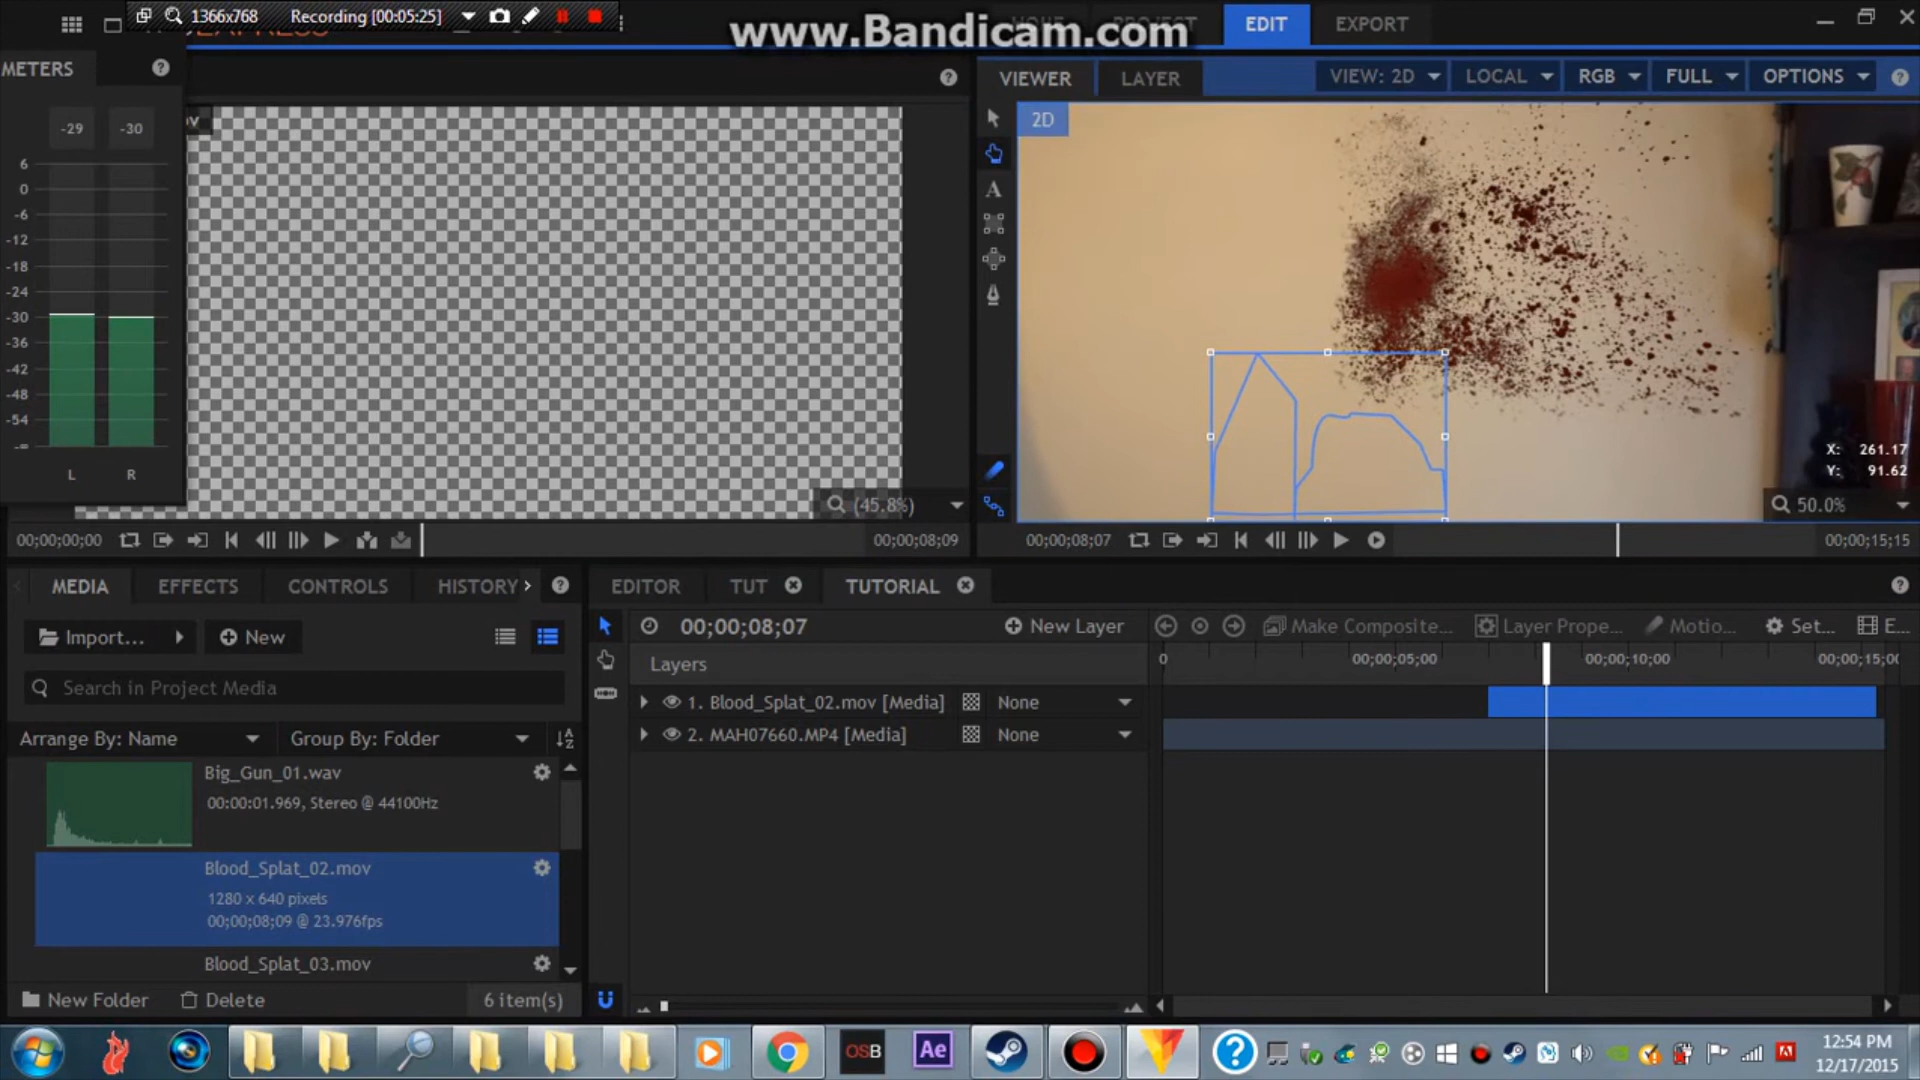 1366x768
Recording [00:05:25]
www.Bandicam.com
EDIT
EXPORT
METERS
VIEWER
LAYER
VIEW: 2D
LOCAL
RGB
FULL
OPTIONS
2D
-29
-30
6
0
-6
-12
-18
-24
-30
-36
-42
-48
-54
-∞
L
R
(45.8%)
X: 261.17
Y: 91.62
50.0%
00;00;00;00
00;00;08;09
00;00;08;07
00;00;15;15
MEDIA
EFFECTS
CONTROLS
HISTORY
EDITOR
TUT
TUTORIAL
Import...
New
00;00;08;07
New Layer
Make Composite...
Layer Prope...
Motio...
Set...
E...
Search in Project Media
Layers
0
00;00;05;00
00;00;10;00
00;00;15;00
1. Blood_Splat_02.mov [Media]
None
2. MAH07660.MP4 [Media]
None
Arrange By: Name
Group By: Folder
Big_Gun_01.wav
00:00:01.969, Stereo @ 44100Hz
Blood_Splat_02.mov
1280 x 640 pixels
00;00;08;09 @ 23.976fps
Blood_Splat_03.mov
New Folder
Delete
6 item(s)
OSB
Ae
12:54 PM
12/17/2015